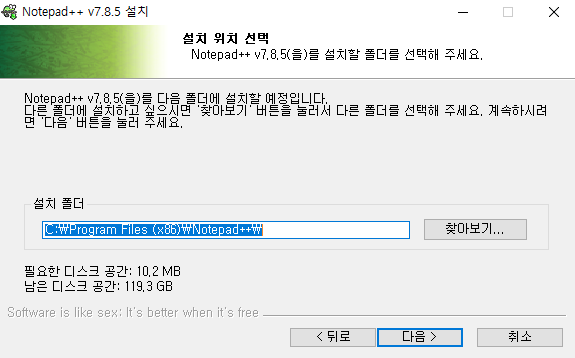 Notepad++ v7.8.5 설치
설치 위치 선택
Notepad++ v7.8.5(을)를 설치할 폴더를 선택해 주세요.
Notepad++ v7.8.5(을)를 다음 폴더에 설치할 예정입니다.
다른 폴더에 설치하고 싶으시면 '찾아보기' 버튼을 눌러서 다른 폴더를 선택해 주세요. 계속하시려
면 '다음' 버튼을 눌러 주세요.
설치 폴더
C:₩Program Files (x86)₩Notepad++₩
찾아보기...
필요한 디스크 공간: 10.2 MB
남은 디스크 공간: 119.3 GB
Software is like sex: It's better when it's free
< 뒤로
다음 >
취소